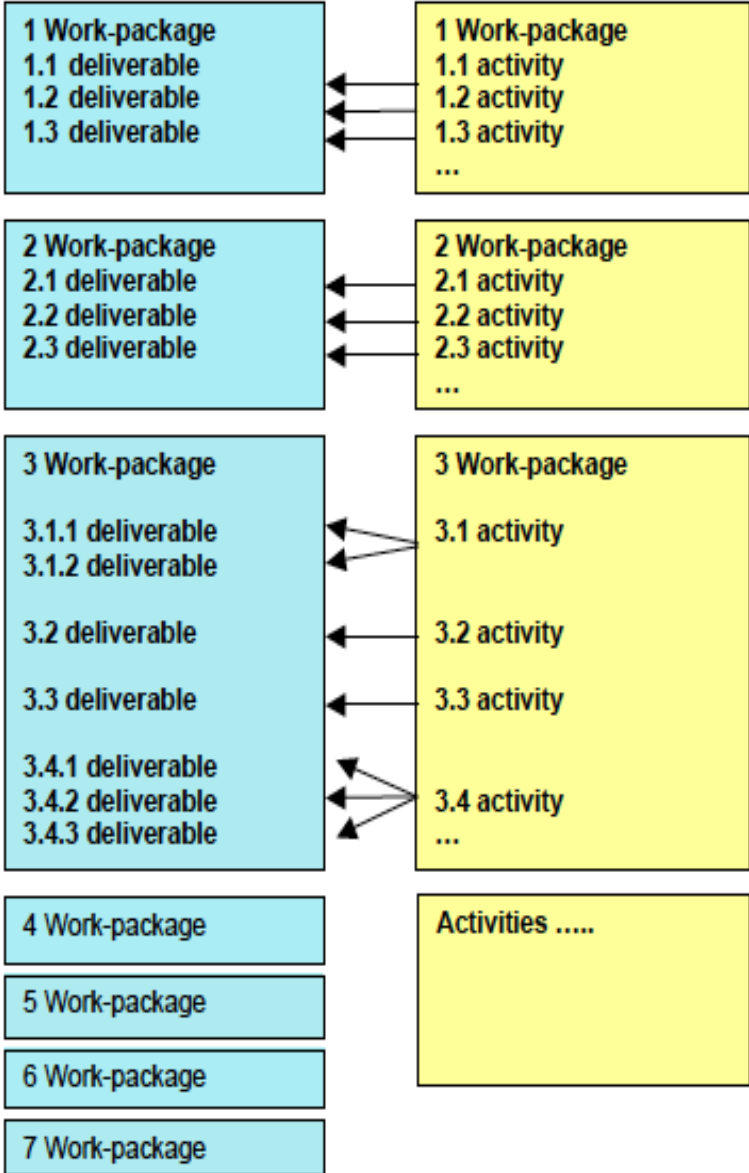 1 Work-package
1.1 deliverable
1.2 deliverable
1.3 deliverable
1 Work-package
1.1 activity
1.2 activity
1.3 activity
...
2 Work-package
2.1 deliverable
2.2 deliverable
2.3 deliverable
2 Work-package
2.1 activity
2.2 activity
2.3 activity
...
3 Work-package
3.1.1 deliverable
3.1.2 deliverable
3.2 deliverable
3.3 deliverable
3.4.1 deliverable
3.4.2 deliverable
3.4.3 deliverable
3 Work-package
3.1 activity
3.2 activity
3.3 activity
3.4 activity
...
4 Work-package
5 Work-package
6 Work-package
7 Work-package
Activities .....